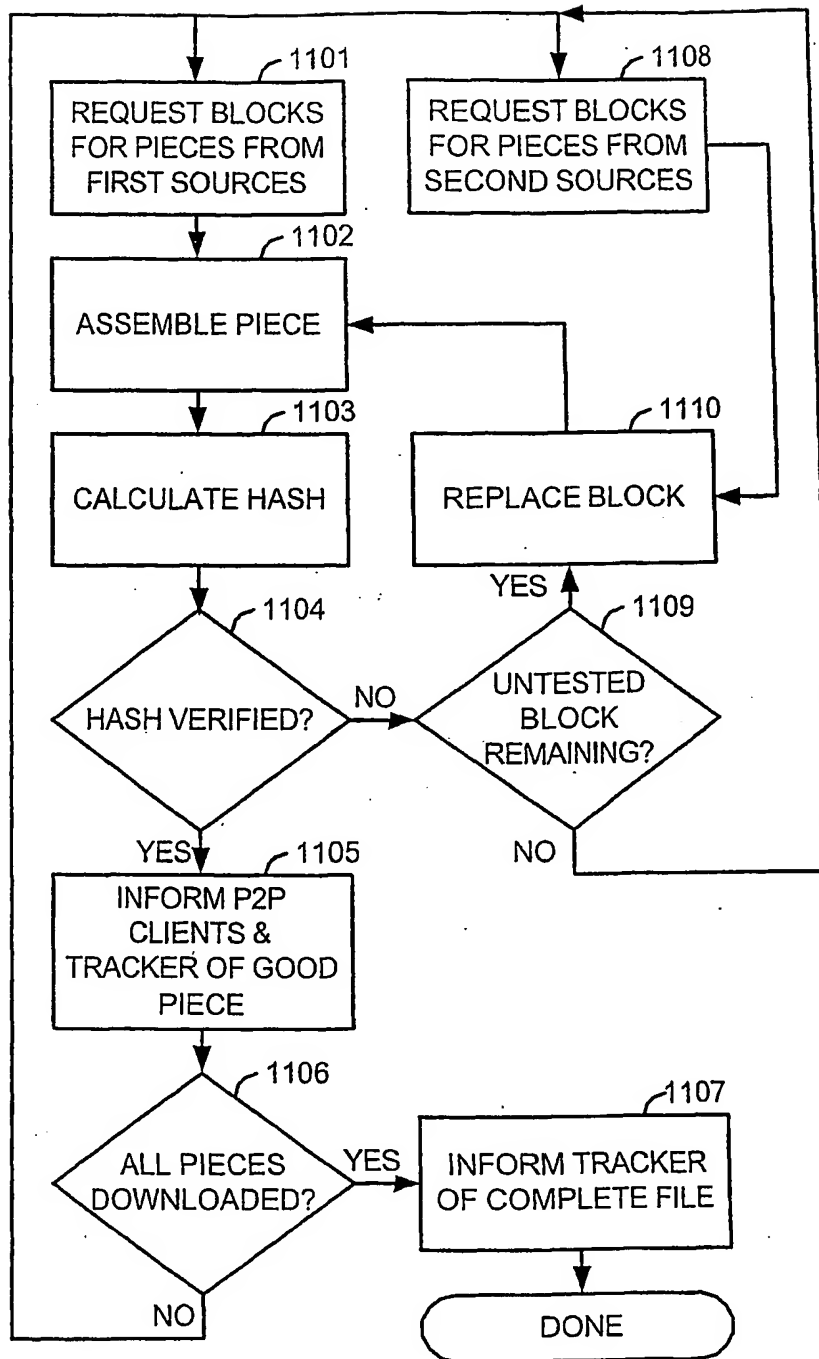 1101
REQUEST BLOCKS
FOR PIECES FROM
FIRST SOURCES
1108
REQUEST BLOCKS
FOR PIECES FROM
SECOND SOURCES
1102
ASSEMBLE PIECE
1103
CALCULATE HASH
1110
REPLACE BLOCK
YES
1104
HASH VERIFIED?
NO
1109
UNTESTED
BLOCK
REMAINING?
NO
YES
1105
INFORM P2P
CLIENTS &
TRACKER OF GOOD
PIECE
1106
ALL PIECES
DOWNLOADED?
YES
NO
1107
INFORM TRACKER
OF COMPLETE FILE
DONE